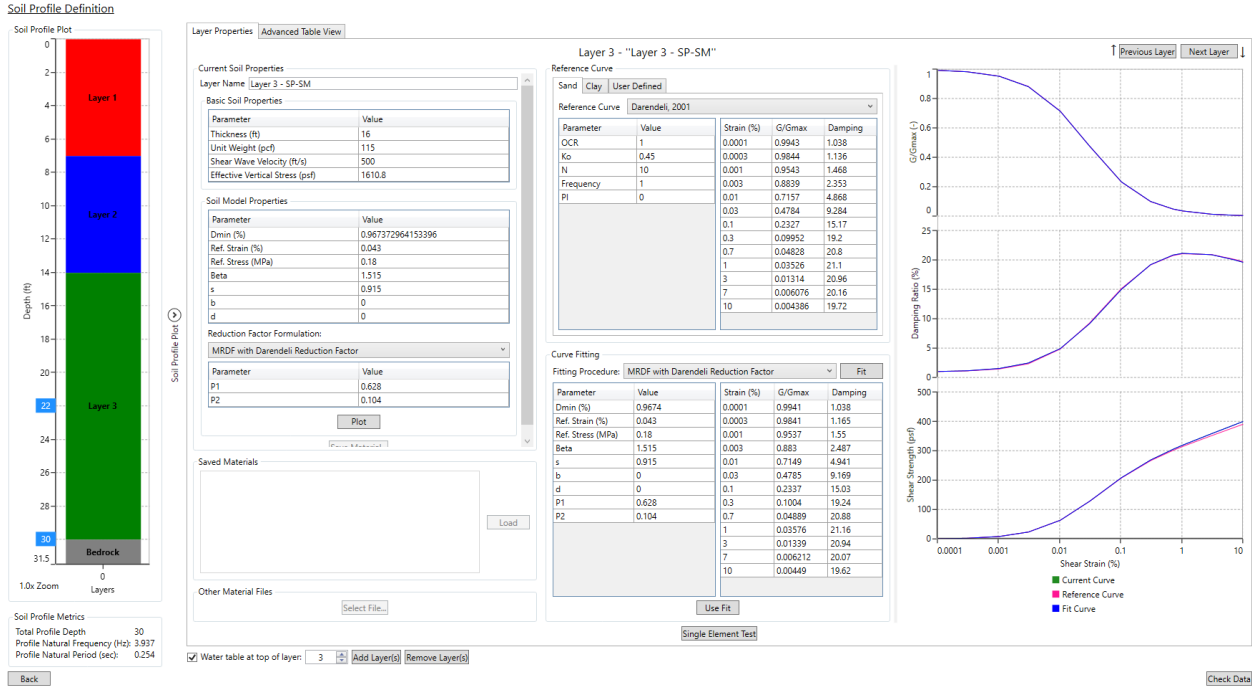 Soil Profile Definition
Soil Profile Plot
0
2
4
6
8
10
12
14
16
18
20
22
24
26
28
30
31.5
Depth (ft)
Layer 1
Layer 2
Layer 3
Bedrock
0
Layers
1.0x Zoom
Soil Profile Metrics
Total Profile Depth 30
Profile Natural Frequency (Hz): 3.937
Profile Natural Period (sec): 0.254
Back
Soil Profile Plot
Layer Properties Advanced Table View
Layer 3 - "Layer 3 - SP-SM"
↑ Previous Layer Next Layer ↓
Current Soil Properties
Layer Name Layer 3 - SP-SM
Basic Soil Properties
Parameter Value
Thickness (ft) 16
Unit Weight (pcf) 115
Shear Wave Velocity (ft/s) 500
Effective Vertical Stress (psf) 1610.8
Soil Model Properties
Parameter Value
Dmin (%) 0.967372964153396
Ref. Strain (%) 0.043
Ref. Stress (MPa) 0.18
Beta 1.515
s 0.915
b 0
d 0
Reduction Factor Formulation:
MRDF with Darendeli Reduction Factor
Parameter Value
P1 0.628
P2 0.104
Plot
Save Material
Saved Materials
Load
Other Material Files
Select File...
Water table at top of layer: 3 Add Layer(s) Remove Layer(s)
Reference Curve
Sand Clay User Defined
Reference Curve Darendeli, 2001
Parameter Value
OCR 1
Ko 0.45
N 10
Frequency 1
PI 0
Strain (%) G/Gmax Damping
0.0001 0.9943 1.038
0.0003 0.9844 1.136
0.001 0.9543 1.468
0.003 0.8839 2.353
0.01 0.7157 4.868
0.03 0.4784 9.284
0.1 0.2327 15.17
0.3 0.09952 19.2
0.7 0.04828 20.8
1 0.03526 21.1
3 0.01314 20.96
7 0.006076 20.16
10 0.004386 19.72
Curve Fitting
Fitting Procedure: MRDF with Darendeli Reduction Factor Fit
Parameter Value
Dmin (%) 0.9674
Ref. Strain (%) 0.043
Ref. Stress (MPa) 0.18
Beta 1.515
s 0.915
b 0
d 0
P1 0.628
P2 0.104
Strain (%) G/Gmax Damping
0.0001 0.9941 1.038
0.0003 0.9841 1.165
0.001 0.9537 1.55
0.003 0.883 2.487
0.01 0.7149 4.941
0.03 0.4785 9.169
0.1 0.2337 15.03
0.3 0.1004 19.24
0.7 0.04889 20.88
1 0.03576 21.16
3 0.01339 20.94
7 0.006212 20.07
10 0.00449 19.62
Use Fit
Single Element Test
G/Gmax (-)
1
0.8
0.6
0.4
0.2
0
Damping Ratio (%)
25
20
15
10
5
0
Shear Strength (psf)
500
400
300
200
100
0
0.0001 0.001 0.01 0.1 1 10
Shear Strain (%)
Current Curve
Reference Curve
Fit Curve
Check Data